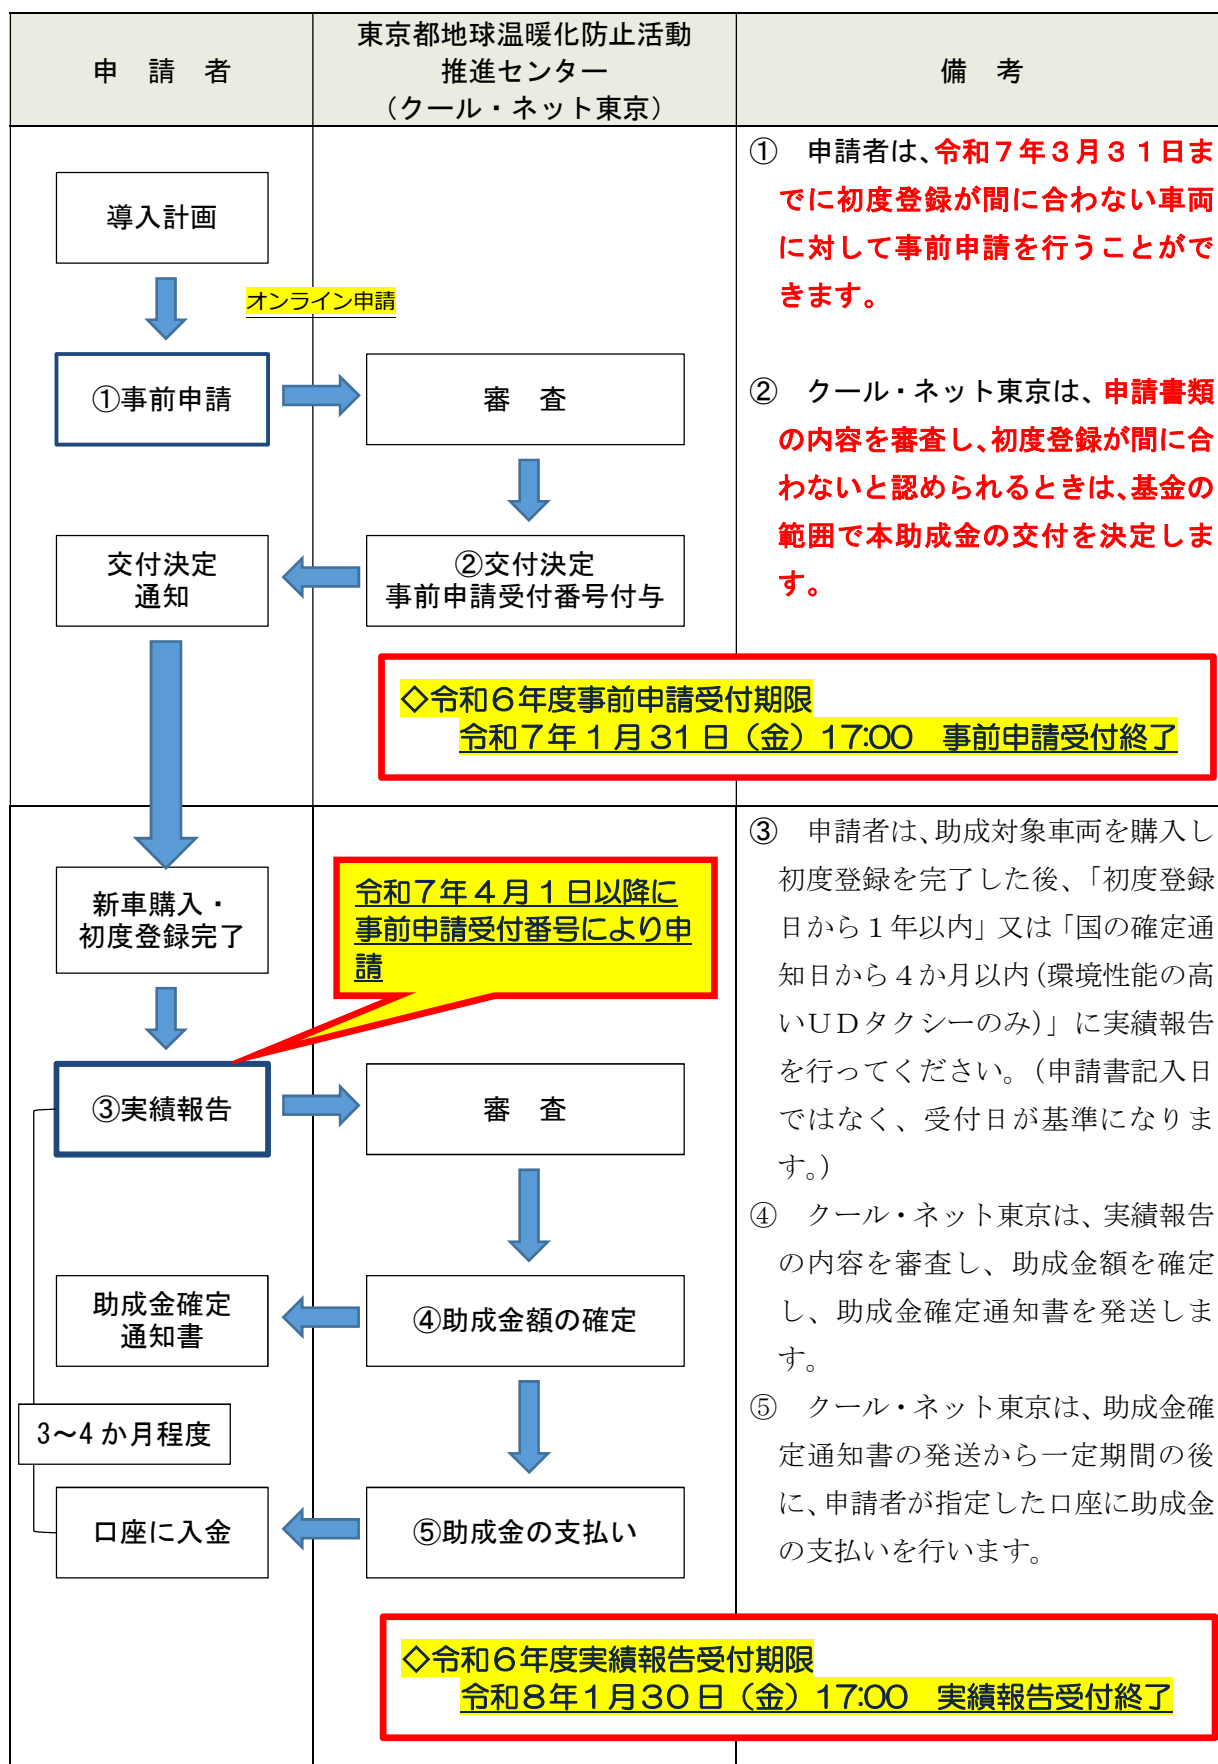 申　請　者
東京都地球温暖化防止活動
推進センター
（クール・ネット東京）
備　考
導入計画
オンライン申請
①事前申請
審　査
交付決定
通知
②交付決定
事前申請受付番号付与
①　申請者は、令和７年３月３１日ま
でに初度登録が間に合わない車両
に対して事前申請を行うことがで
きます。
②　クール・ネット東京は、申請書類
の内容を審査し、初度登録が間に合
わないと認められるときは、基金の
範囲で本助成金の交付を決定しま
す。
◇令和６年度事前申請受付期限
令和７年１月３１日（金）17:00　事前申請受付終了
新車購入・
初度登録完了
令和７年４月１日以降に
事前申請受付番号により申
請
③実績報告
審　査
助成金確定
通知書
④助成金額の確定
3～4 か月程度
口座に入金
⑤助成金の支払い
③　申請者は、助成対象車両を購入し
初度登録を完了した後、「初度登録
日から１年以内」又は「国の確定通
知日から４か月以内（環境性能の高
いＵＤタクシーのみ）」に実績報告
を行ってください。（申請書記入日
ではなく、受付日が基準になりま
す。）
④　クール・ネット東京は、実績報告
の内容を審査し、助成金額を確定
し、助成金確定通知書を発送しま
す。
⑤　クール・ネット東京は、助成金確
定通知書の発送から一定期間の後
に、申請者が指定した口座に助成金
の支払いを行います。
◇令和６年度実績報告受付期限
令和８年１月３０日（金）17:00　実績報告受付終了